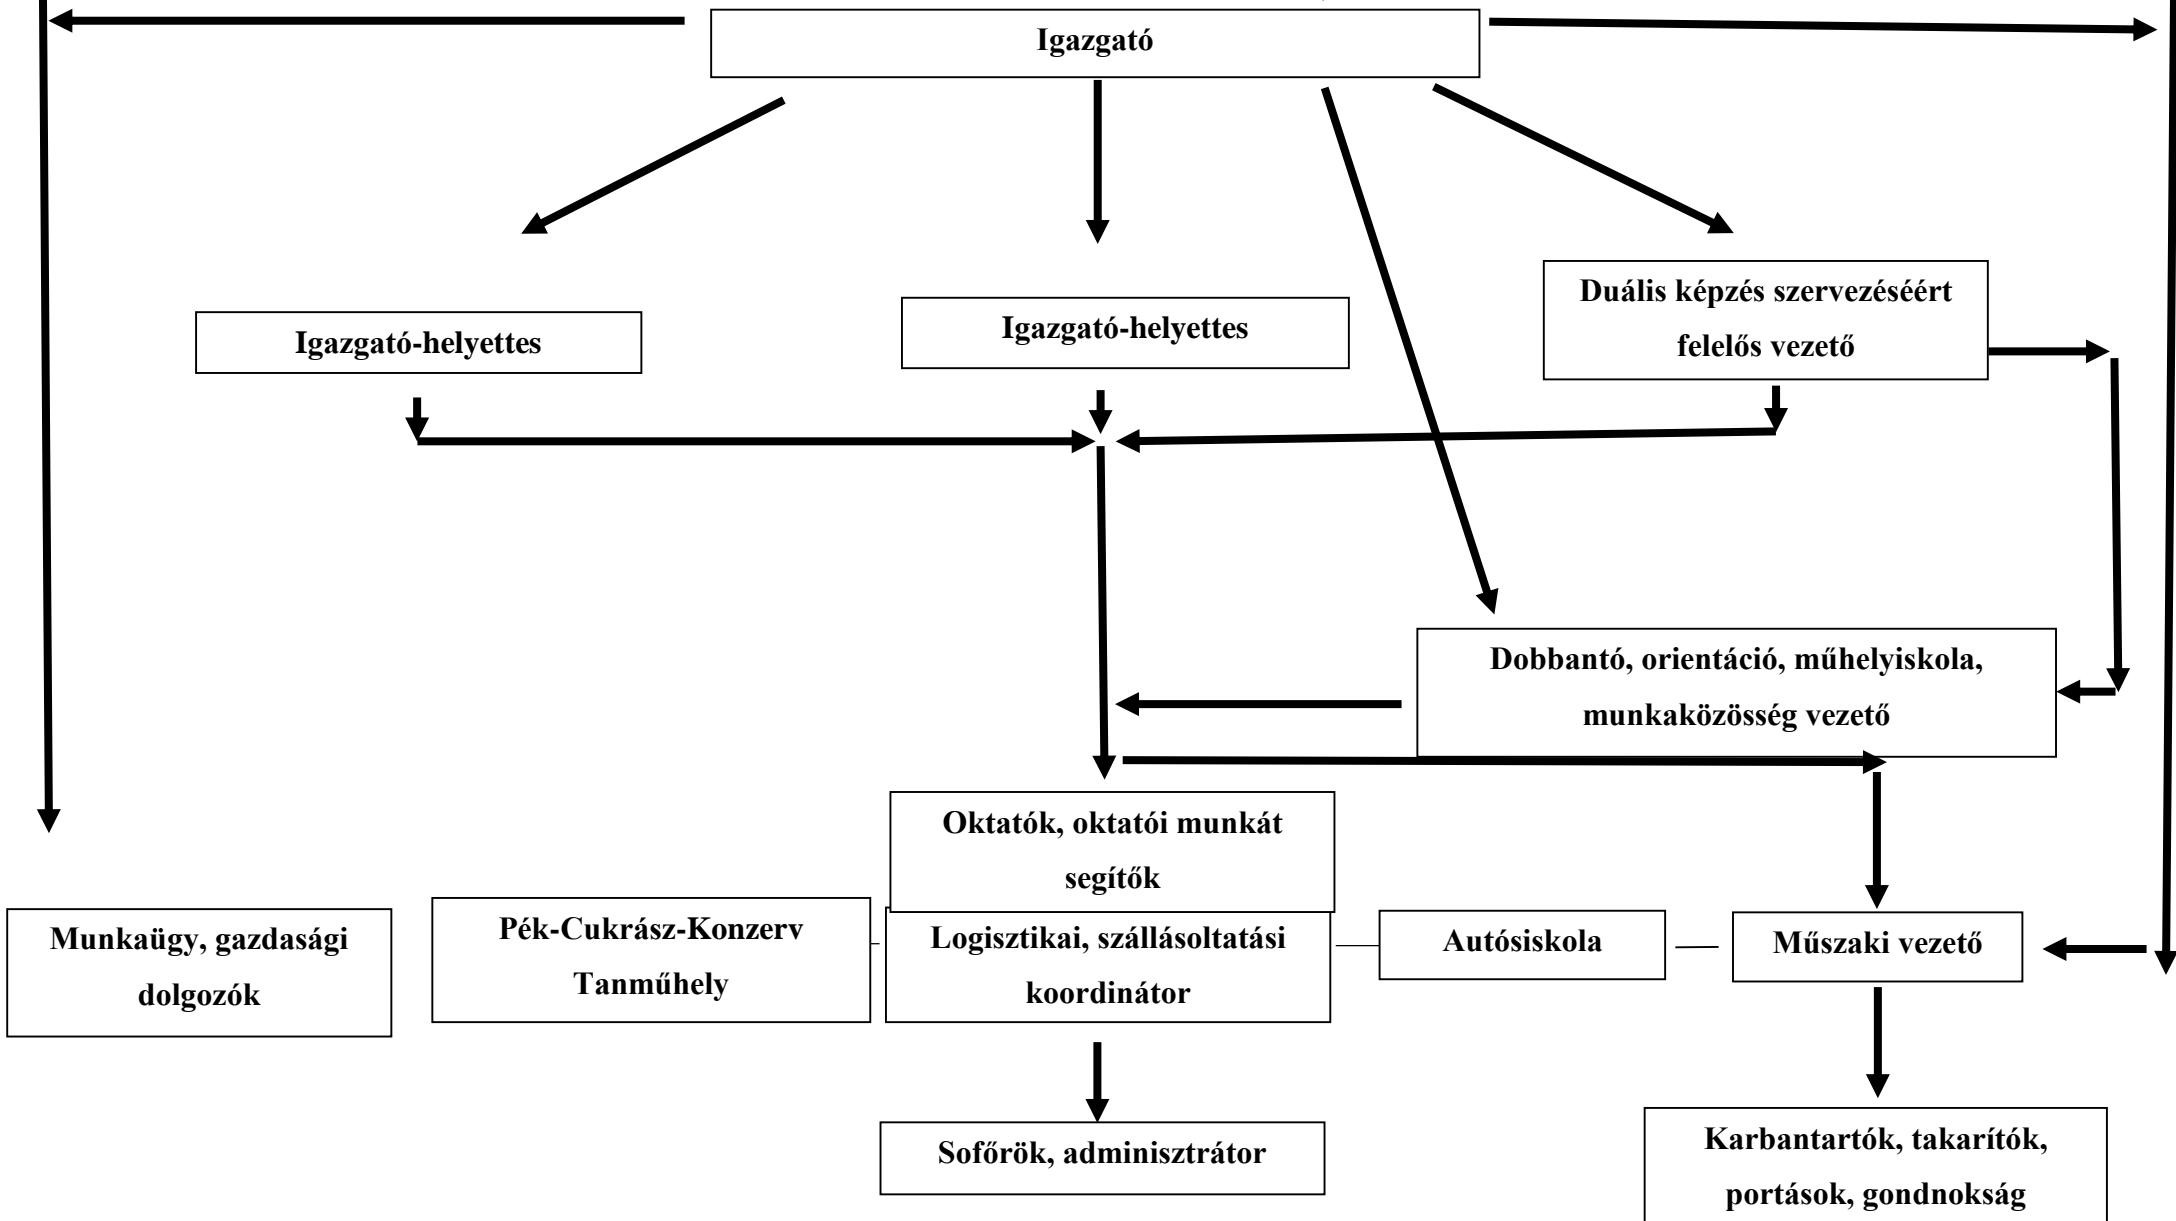 Igazgató
Igazgató-helyettes
Igazgató-helyettes
Duális képzés szervezéséért
felelős vezető
Dobbantó, orientáció, műhelyiskola,
munkaközösség vezető
Oktatók, oktatói munkát
segítők
Munkaügy, gazdasági
dolgozók
Pék-Cukrász-Konzerv
Tanműhely
Logisztikai, szállásoltatási
koordinátor
Autósiskola
Műszaki vezető
Sofőrök, adminisztrátor
Karbantartók, takarítók,
portások, gondnokság